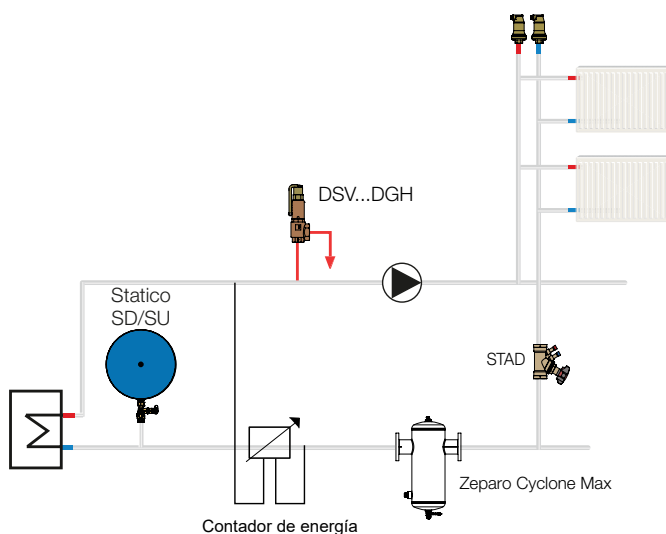 DSV...DGH
Statico
SD/SU
STAD
Zeparo Cyclone Max
Contador de energía